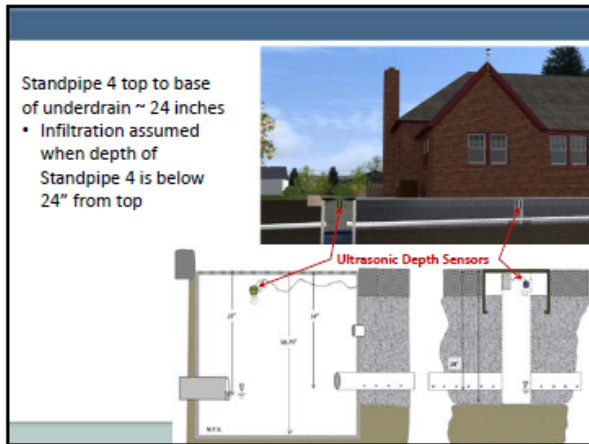 Standpipe 4 top to base
of underdrain ~ 24 inches
• Infiltration assumed
when depth of
Standpipe 4 is below
24" from top
Ultrasonic Depth Sensors
24"
N.T.S.